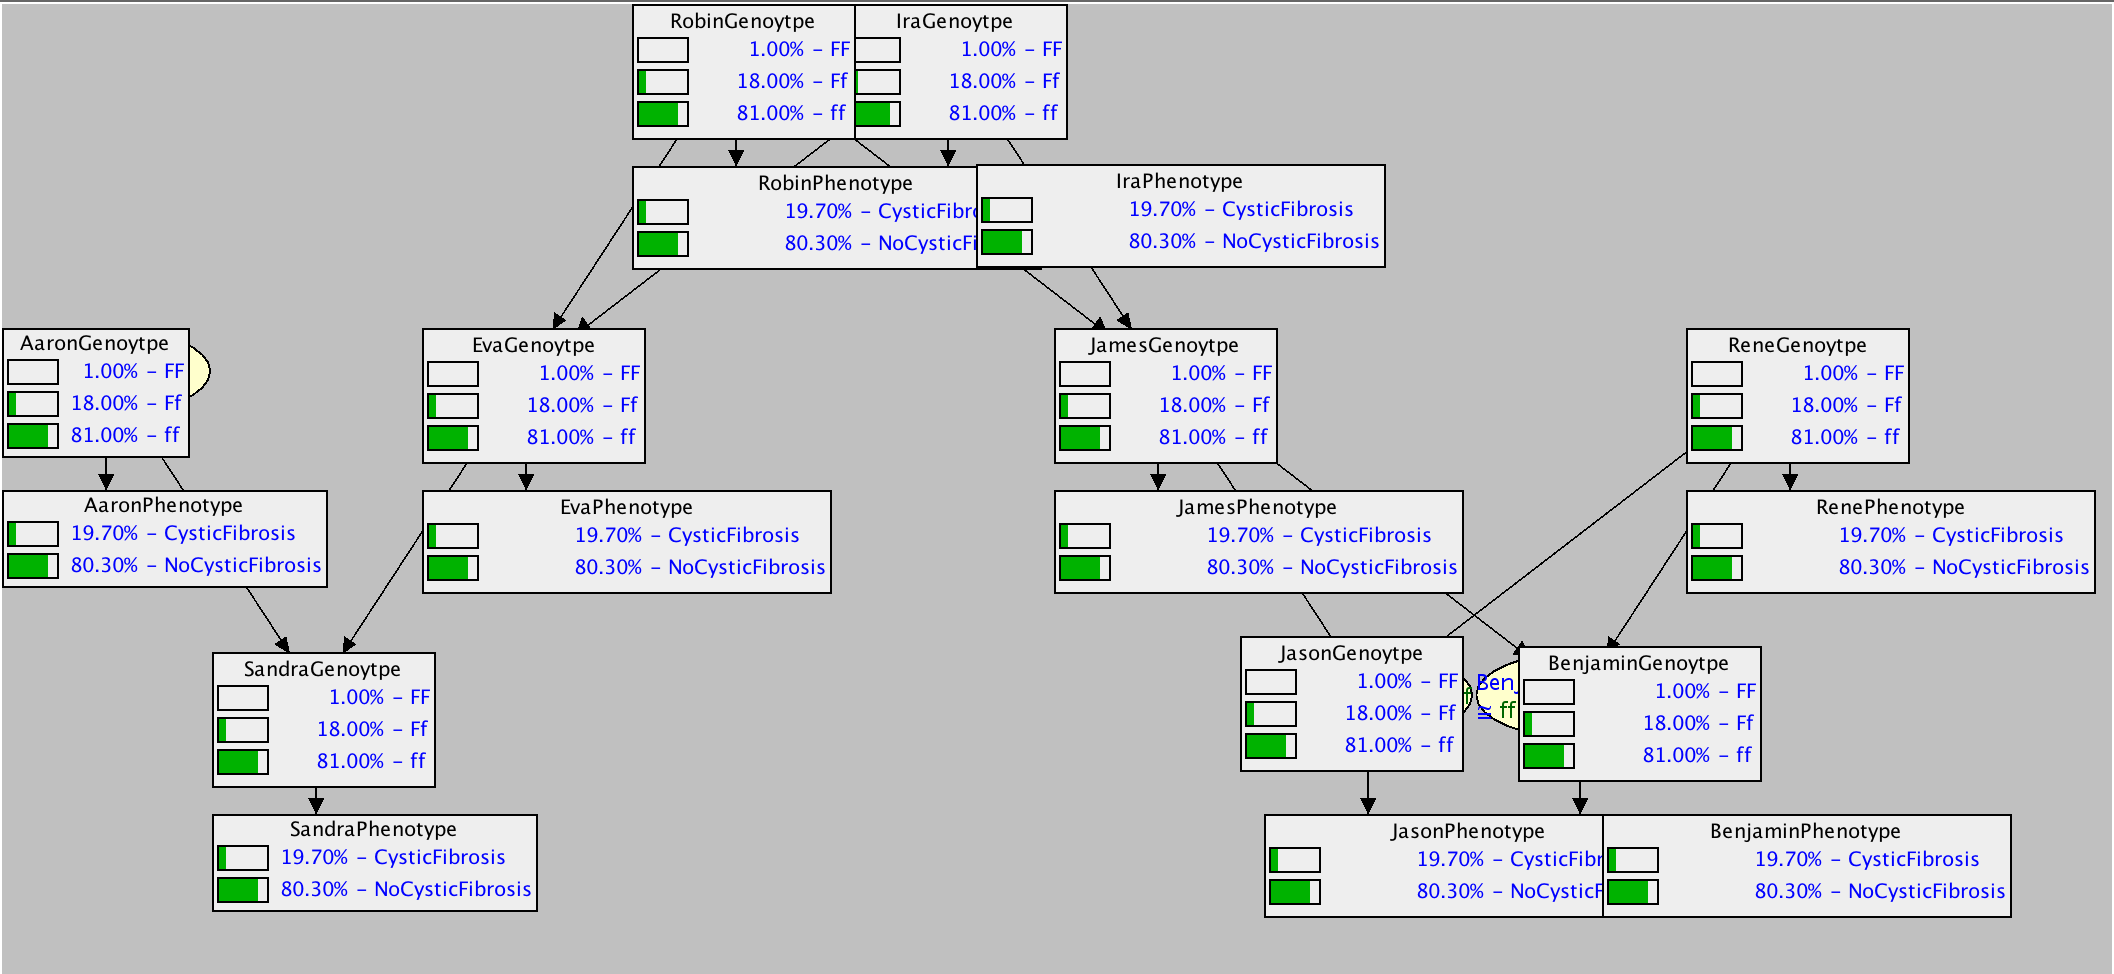 RobinGenoytpe
1.00% – FF
18.00% – Ff
81.00% – ff
IraGenoytpe
1.00% – FF
18.00% – Ff
81.00% – ff
RobinPhenotype
19.70% – CysticFibro
80.30% – NoCysticFi
IraPhenotype
19.70% – CysticFibrosis
80.30% – NoCysticFibrosis
AaronGenoytpe
1.00% – FF
18.00% – Ff
81.00% – ff
EvaGenoytpe
1.00% – FF
18.00% – Ff
81.00% – ff
JamesGenoytpe
1.00% – FF
18.00% – Ff
81.00% – ff
ReneGenoytpe
1.00% – FF
18.00% – Ff
81.00% – ff
AaronPhenotype
19.70% – CysticFibrosis
80.30% – NoCysticFibrosis
EvaPhenotype
19.70% – CysticFibrosis
80.30% – NoCysticFibrosis
JamesPhenotype
19.70% – CysticFibrosis
80.30% – NoCysticFibrosis
RenePhenotype
19.70% – CysticFibrosis
80.30% – NoCysticFibrosis
SandraGenoytpe
1.00% – FF
18.00% – Ff
81.00% – ff
JasonGenoytpe
1.00% – FF
18.00% – Ff
81.00% – ff
Benj
ff
BenjaminGenoytpe
1.00% – FF
18.00% – Ff
81.00% – ff
SandraPhenotype
19.70% – CysticFibrosis
80.30% – NoCysticFibrosis
JasonPhenotype
19.70% – CysticFibr
80.30% – NoCysticF
BenjaminPhenotype
19.70% – CysticFibrosis
80.30% – NoCysticFibrosis